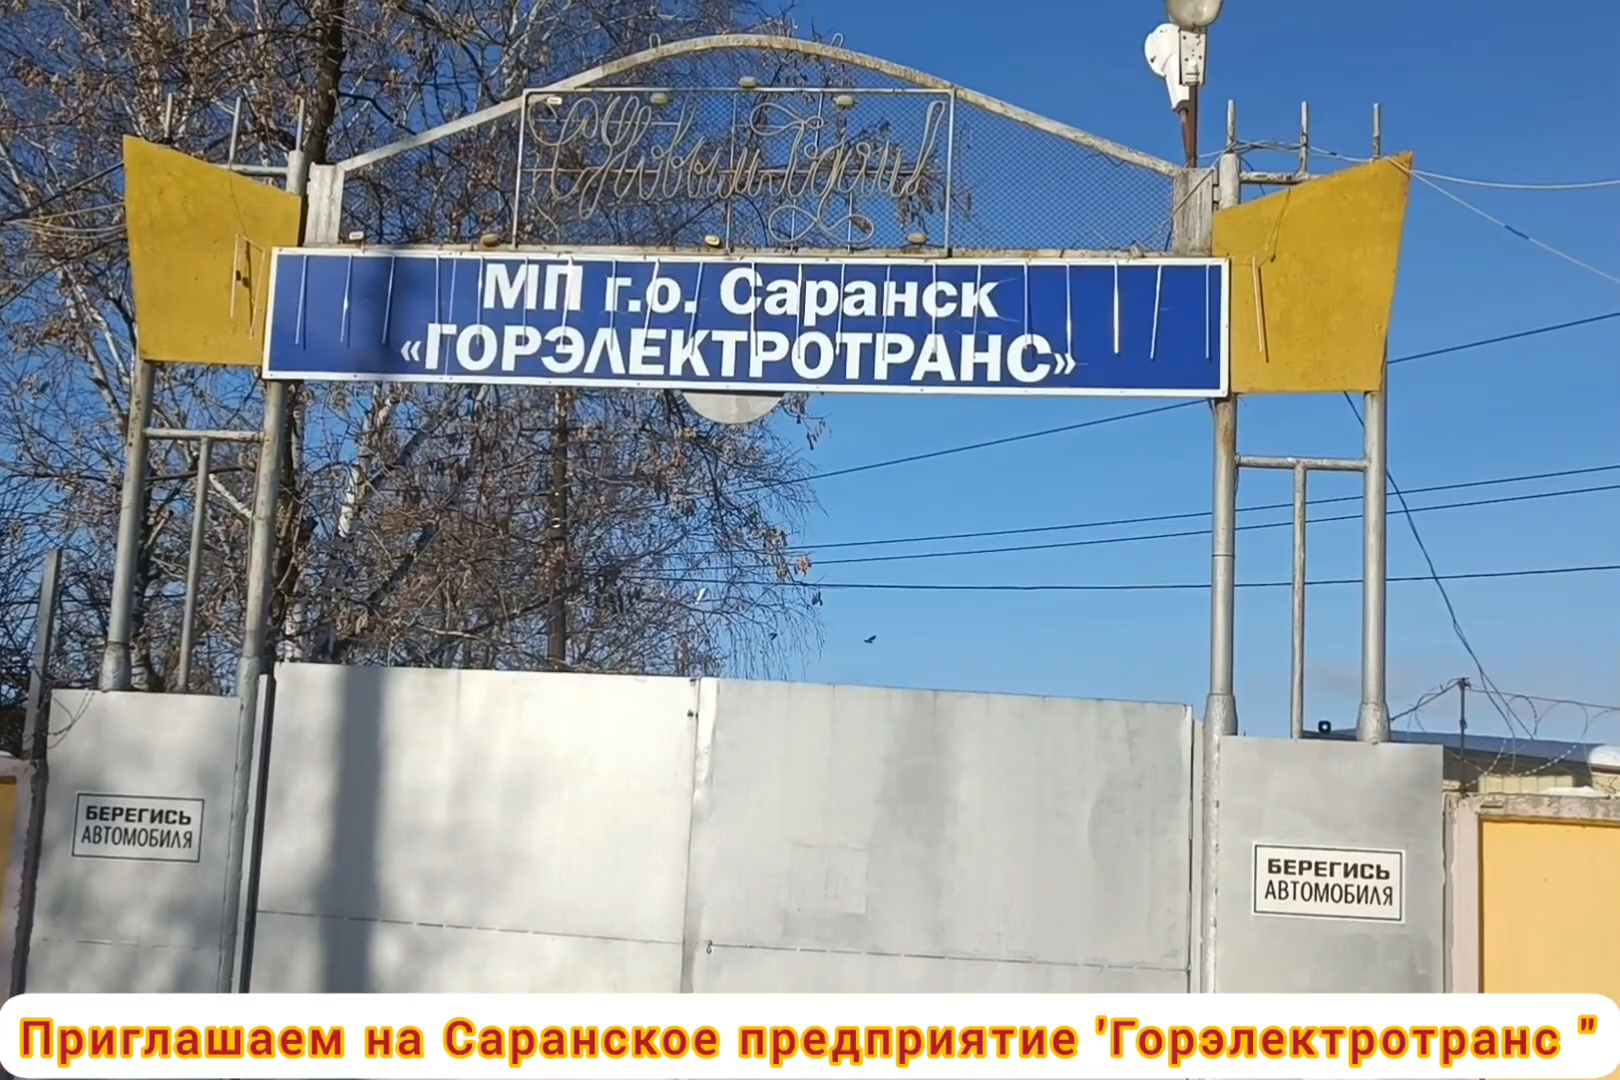 С Новым Годом!
МП г.о. Саранск
«ГОРЭЛЕКТРОТРАНС»
БЕРЕГИСЬ
АВТОМОБИЛЯ
БЕРЕГИСЬ
АВТОМОБИЛЯ
Приглашаем на Саранское предприятие 'Горэлектротранс "